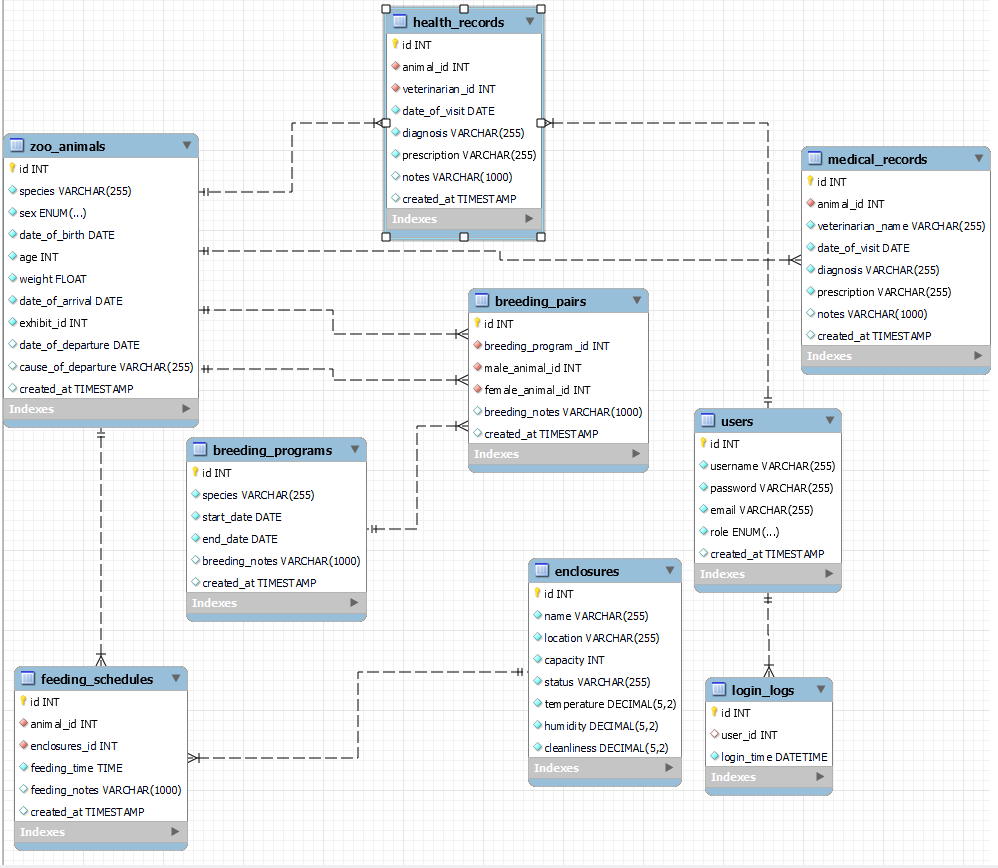 health_records
id INT
animal_id INT
veterinarian_id INT
date_of_visit DATE
diagnosis VARCHAR(255)
prescription VARCHAR(255)
notes VARCHAR(1000)
created_at TIMESTAMP
Indexes
zoo_animals
id INT
species VARCHAR(255)
sex ENUM(...)
date_of_birth DATE
age INT
weight FLOAT
date_of_arrival DATE
exhibit_id INT
date_of_departure DATE
cause_of_departure VARCHAR(255)
created_at TIMESTAMP
Indexes
medical_records
id INT
animal_id INT
veterinarian_name VARCHAR(255)
date_of_visit DATE
diagnosis VARCHAR(255)
prescription VARCHAR(255)
notes VARCHAR(1000)
created_at TIMESTAMP
Indexes
breeding_pairs
id INT
breeding_program_id INT
male_animal_id INT
female_animal_id INT
breeding_notes VARCHAR(1000)
created_at TIMESTAMP
Indexes
breeding_programs
id INT
species VARCHAR(255)
start_date DATE
end_date DATE
breeding_notes VARCHAR(1000)
created_at TIMESTAMP
Indexes
users
id INT
username VARCHAR(255)
password VARCHAR(255)
email VARCHAR(255)
role ENUM(...)
created_at TIMESTAMP
Indexes
enclosures
id INT
name VARCHAR(255)
location VARCHAR(255)
capacity INT
status VARCHAR(255)
temperature DECIMAL(5,2)
humidity DECIMAL(5,2)
cleanliness DECIMAL(5,2)
Indexes
feeding_schedules
id INT
animal_id INT
enclosures_id INT
feeding_time TIME
feeding_notes VARCHAR(1000)
created_at TIMESTAMP
Indexes
login_logs
id INT
user_id INT
login_time DATETIME
Indexes